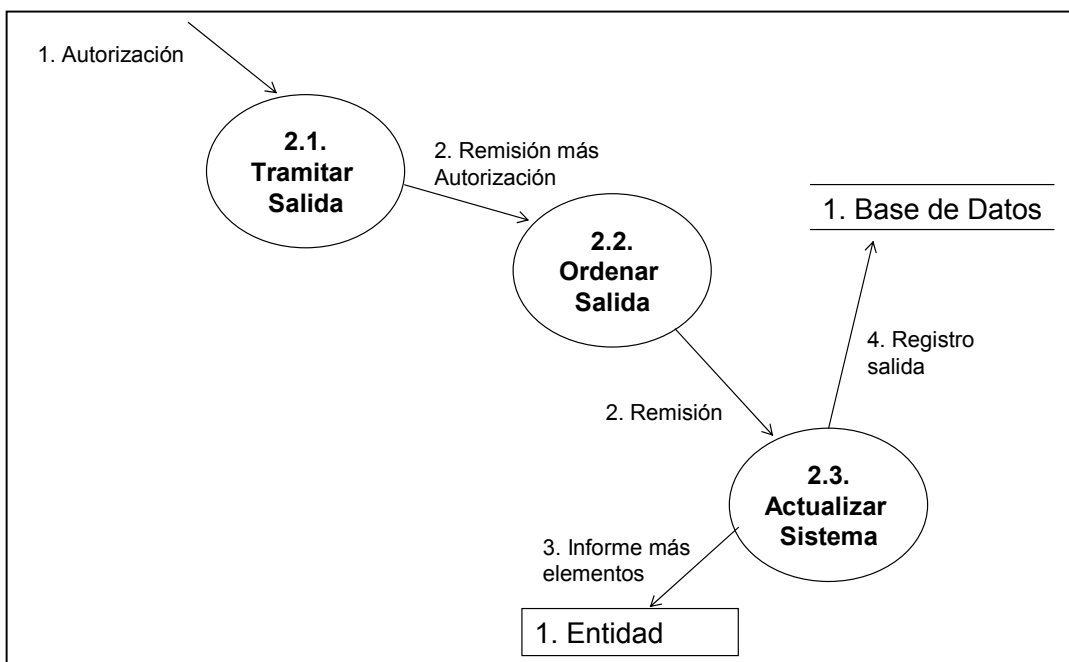 1. Autorización
2.1.
Tramitar
Salida
2. Remisión más
Autorización
2.2.
Ordenar
Salida
1. Base de Datos
4. Registro
salida
2. Remisión
2.3.
Actualizar
Sistema
3. Informe más
elementos
1. Entidad